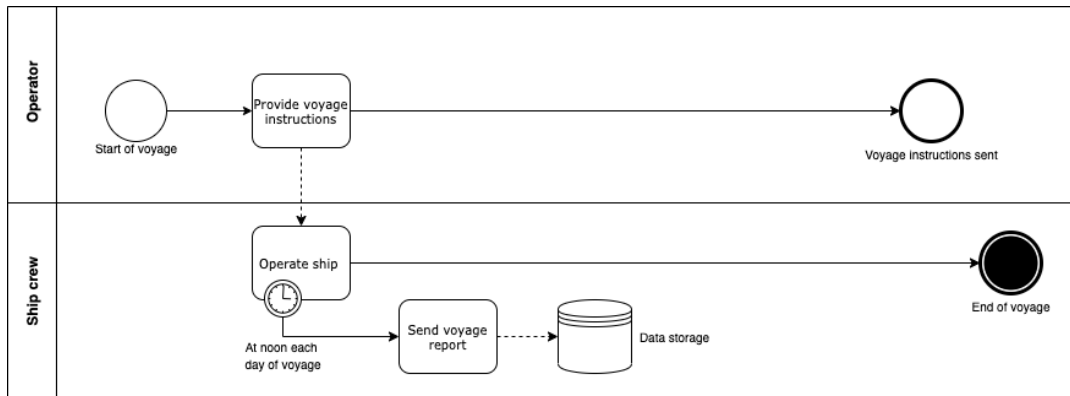 Operator
Start of voyage
Provide voyage
instructions
Voyage instructions sent
Ship crew
Operate ship
At noon each
day of voyage
Send voyage
report
Data storage
End of voyage